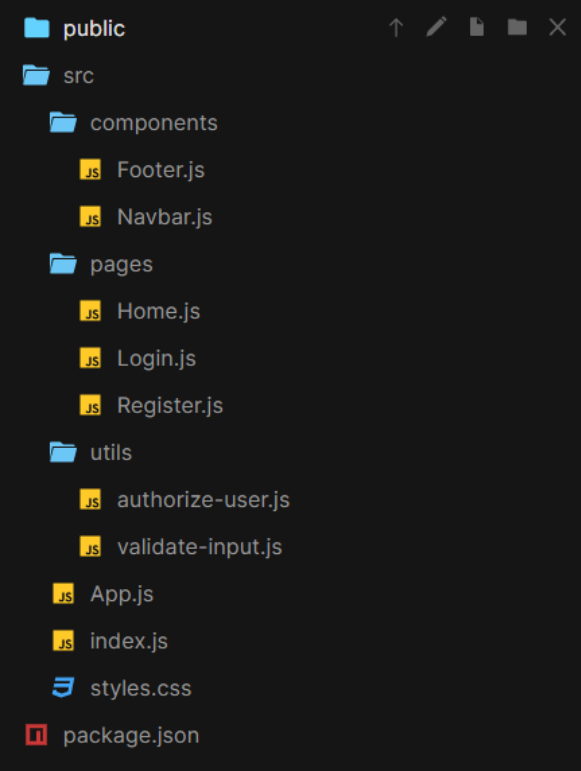 public
src
components
JS Footer.js
JS Navbar.js
pages
JS Home.js
JS Login.js
JS Register.js
utils
JS authorize-user.js
JS validate-input.js
JS App.js
JS index.js
styles.css
package.json